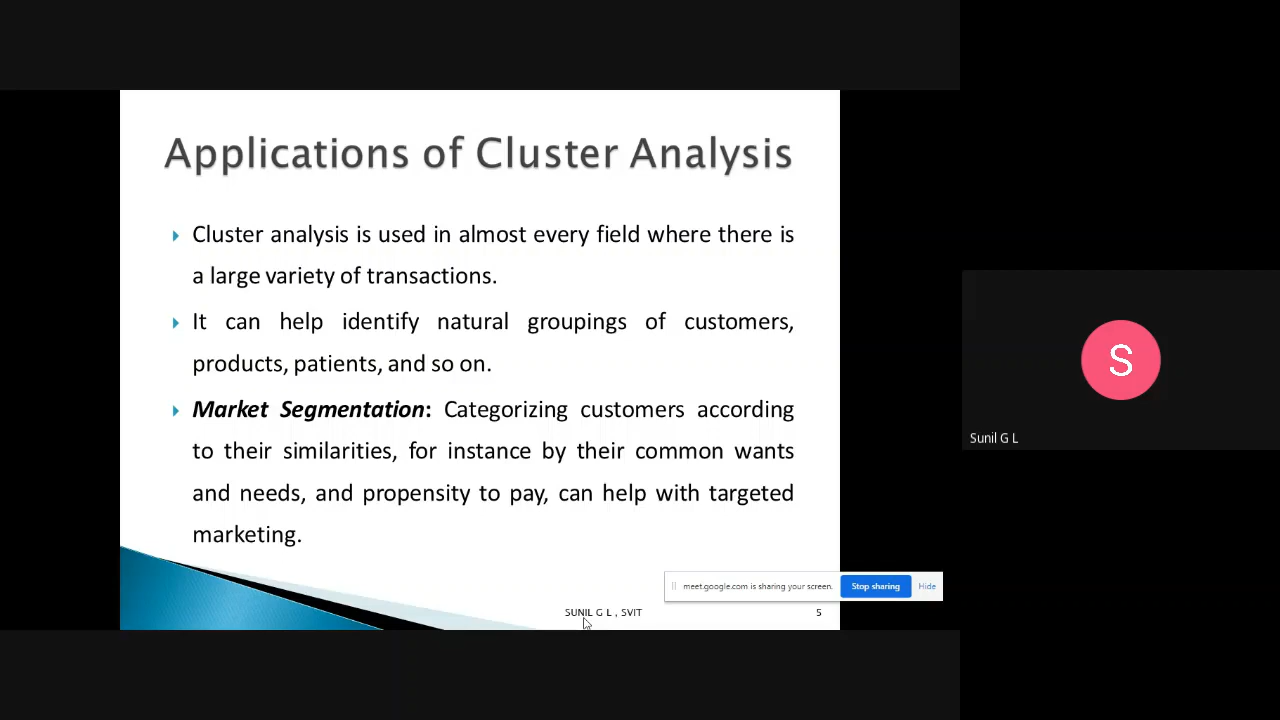 Applications of Cluster Analysis
Cluster analysis is used in almost every field where there is
a large variety of transactions.
It can help identify natural groupings of customers,
products, patients, and so on.
Market Segmentation: Categorizing customers according
to their similarities, for instance by their common wants
and needs, and propensity to pay, can help with targeted
marketing.
meet.google.com is sharing your screen. Stop sharing Hide
SUNIL G L , SVIT 5
S
Sunil G L